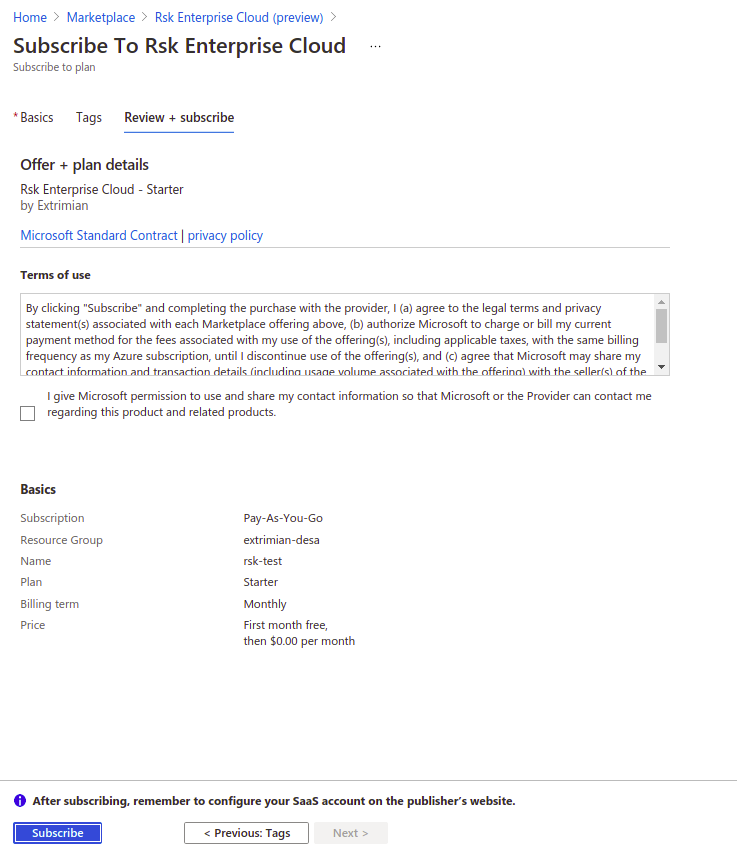 Home > Marketplace > Rsk Enterprise Cloud (preview) >
Subscribe To Rsk Enterprise Cloud ...
Subscribe to plan
* Basics Tags Review + subscribe
Offer + plan details
Rsk Enterprise Cloud - Starter
by Extrimian
Microsoft Standard Contract | privacy policy
Terms of use
By clicking "Subscribe" and completing the purchase with the provider, I (a) agree to the legal terms and privacy
statement(s) associated with each Marketplace offering above, (b) authorize Microsoft to charge or bill my current
payment method for the fees associated with my use of the offering(s), including applicable taxes, with the same billing
frequency as my Azure subscription, until I discontinue use of the offering(s), and (c) agree that Microsoft may share my
contact information and transaction details (including usage volume associated with the offering) with the seller(s) of the
I give Microsoft permission to use and share my contact information so that Microsoft or the Provider can contact me
regarding this product and related products.
Basics
Subscription Pay-As-You-Go
Resource Group extrimian-desa
Name rsk-test
Plan Starter
Billing term Monthly
Price First month free,
then $0.00 per month
After subscribing, remember to configure your SaaS account on the publisher's website.
Subscribe < Previous: Tags Next >